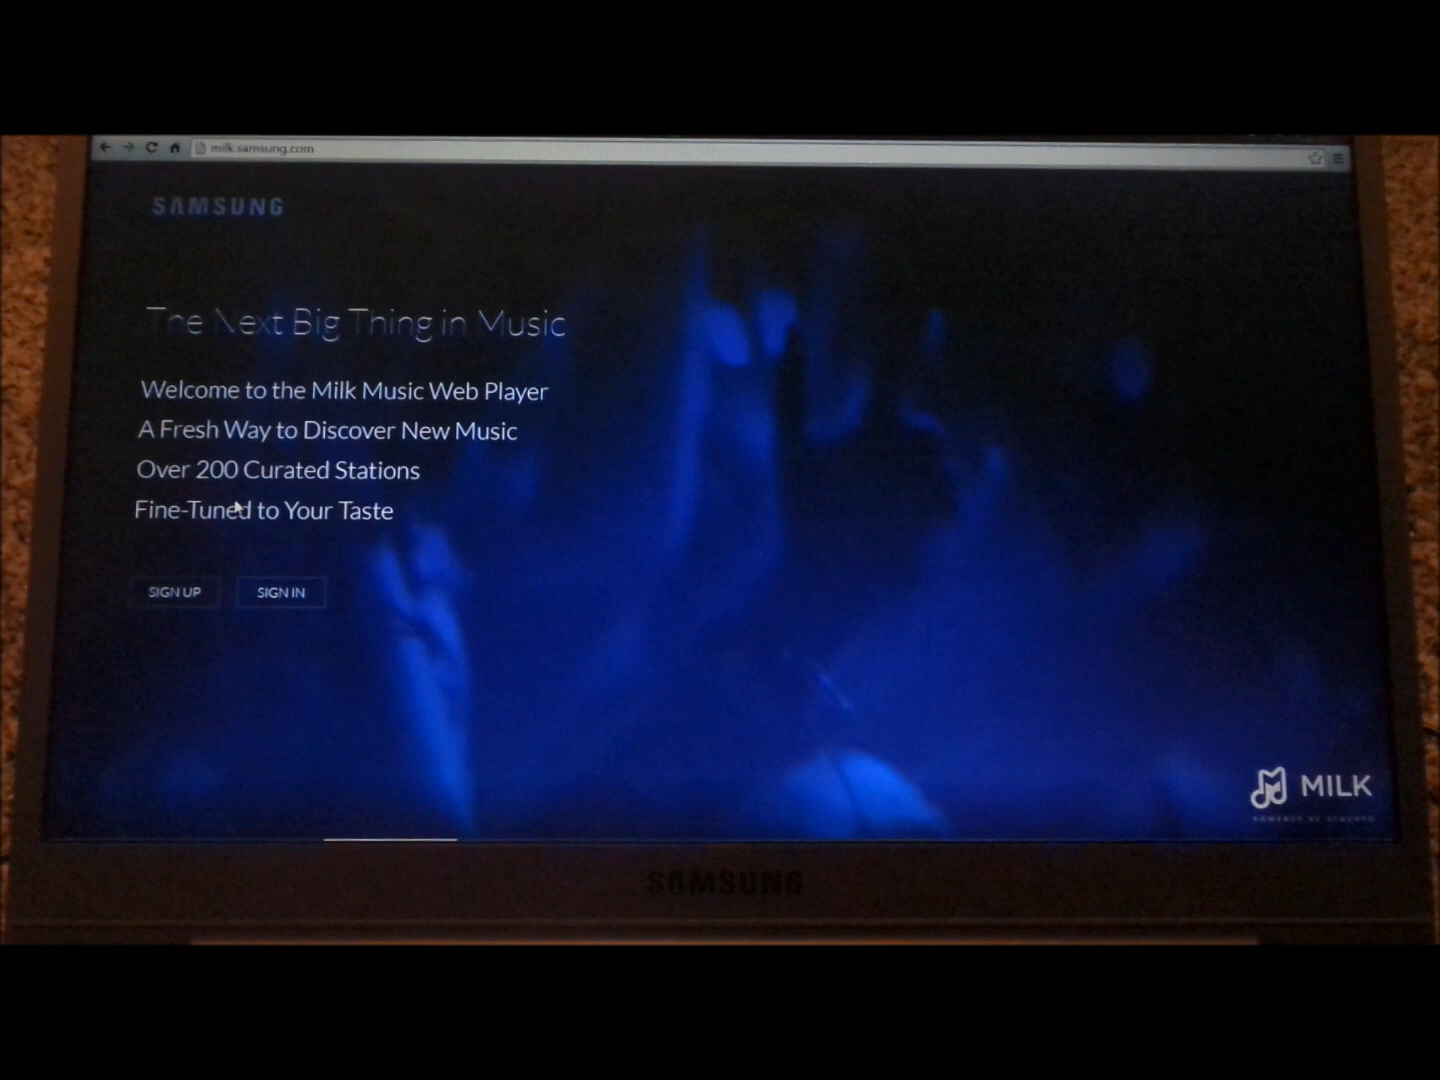 milk.samsung.com
SAMSUNG
The Next Big Thing in Music
Welcome to the Milk Music Web Player
A Fresh Way to Discover New Music
Over 200 Curated Stations
Fine-Tuned to Your Taste
SIGN UP
SIGN IN
MILK
SAMSUNG